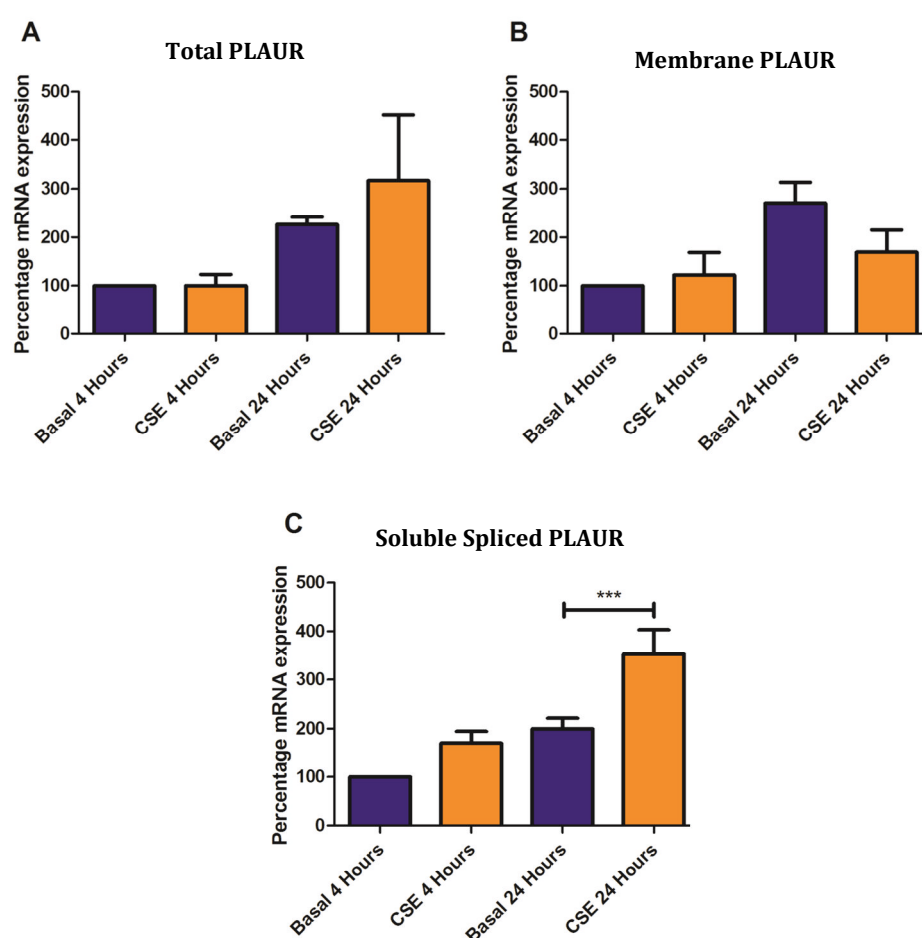 A
Total PLAUR
Percentage mRNA expression
500
400
300
200
100
0
Basal 4 Hours
CSE 4 Hours
Basal 24 Hours
CSE 24 Hours
B
Membrane PLAUR
Percentage mRNA expression
500
400
300
200
100
0
Basal 4 Hours
CSE 4 Hours
Basal 24 Hours
CSE 24 Hours
C
Soluble Spliced PLAUR
Percentage mRNA expression
500
400
300
200
100
0
***
Basal 4 Hours
CSE 4 Hours
Basal 24 Hours
CSE 24 Hours